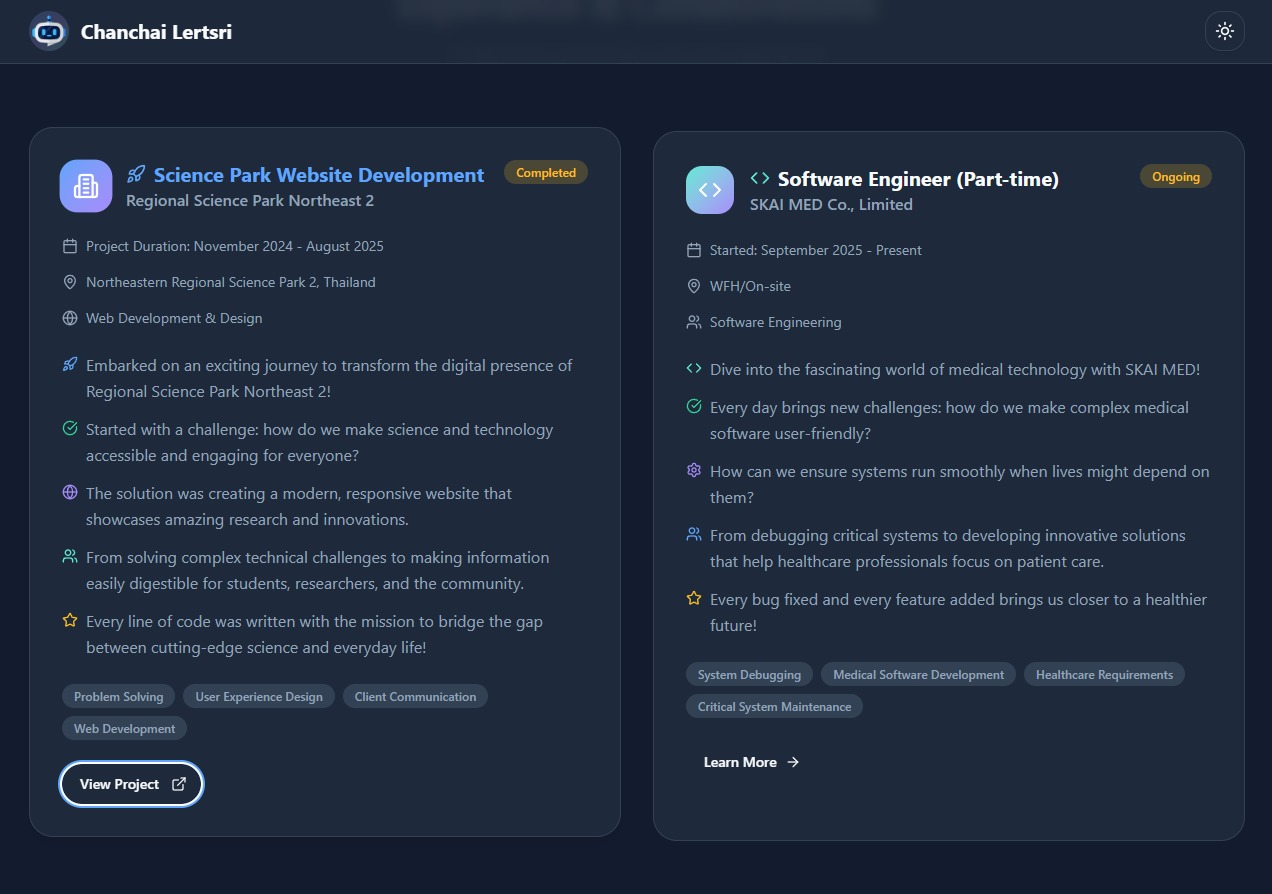 Chanchai Lertsri
Science Park Website Development
Completed
Regional Science Park Northeast 2
Project Duration: November 2024 - August 2025
Northeastern Regional Science Park 2, Thailand
Web Development & Design
Embarked on an exciting journey to transform the digital presence of
Regional Science Park Northeast 2!
Started with a challenge: how do we make science and technology
accessible and engaging for everyone?
The solution was creating a modern, responsive website that
showcases amazing research and innovations.
From solving complex technical challenges to making information
easily digestible for students, researchers, and the community.
Every line of code was written with the mission to bridge the gap
between cutting-edge science and everyday life!
Problem Solving
User Experience Design
Client Communication
Web Development
View Project
Software Engineer (Part-time)
Ongoing
SKAI MED Co., Limited
Started: September 2025 - Present
WFH/On-site
Software Engineering
Dive into the fascinating world of medical technology with SKAI MED!
Every day brings new challenges: how do we make complex medical
software user-friendly?
How can we ensure systems run smoothly when lives might depend on
them?
From debugging critical systems to developing innovative solutions
that help healthcare professionals focus on patient care.
Every bug fixed and every feature added brings us closer to a healthier
future!
System Debugging
Medical Software Development
Healthcare Requirements
Critical System Maintenance
Learn More